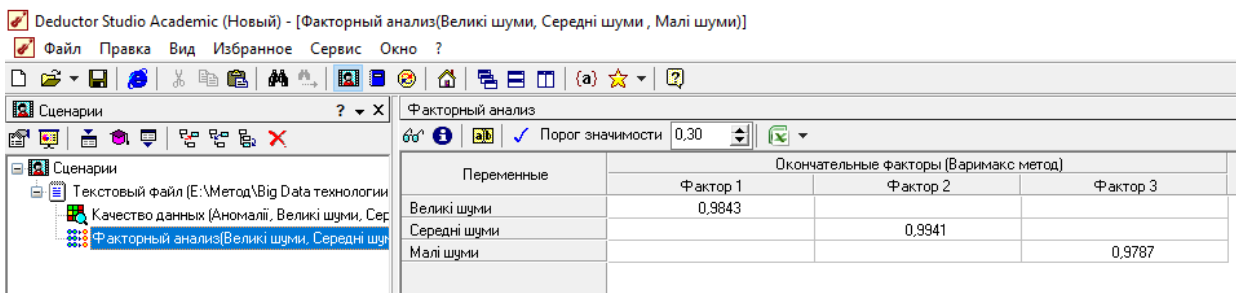 Deductor Studio Academic (Новый) - [Факторный анализ(Великі шуми, Середні шуми , Малі шуми)]
Файл Правка Вид Избранное Сервис Окно ?
Сценарии
Факторный анализ
Порог значимости 0,30
Сценарии
Текстовый файл (E:\Метод\Big Data технологии
Качество данных (Аномалії, Великі шуми, Сер
Факторный анализ(Великі шуми, Середні шум
Переменные
Окончательные факторы (Варимакс метод)
Фактор 1 Фактор 2 Фактор 3
Великі шуми 0,9843
Середні шуми 0,9941
Малі шуми 0,9787